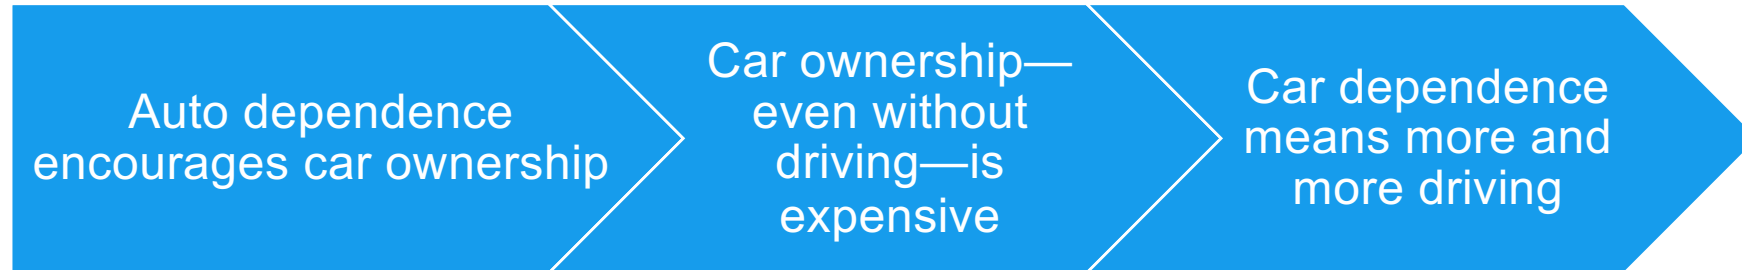 Auto dependence
encourages car ownership
Car ownership—
even without
driving—is
expensive
Car dependence
means more and
more driving